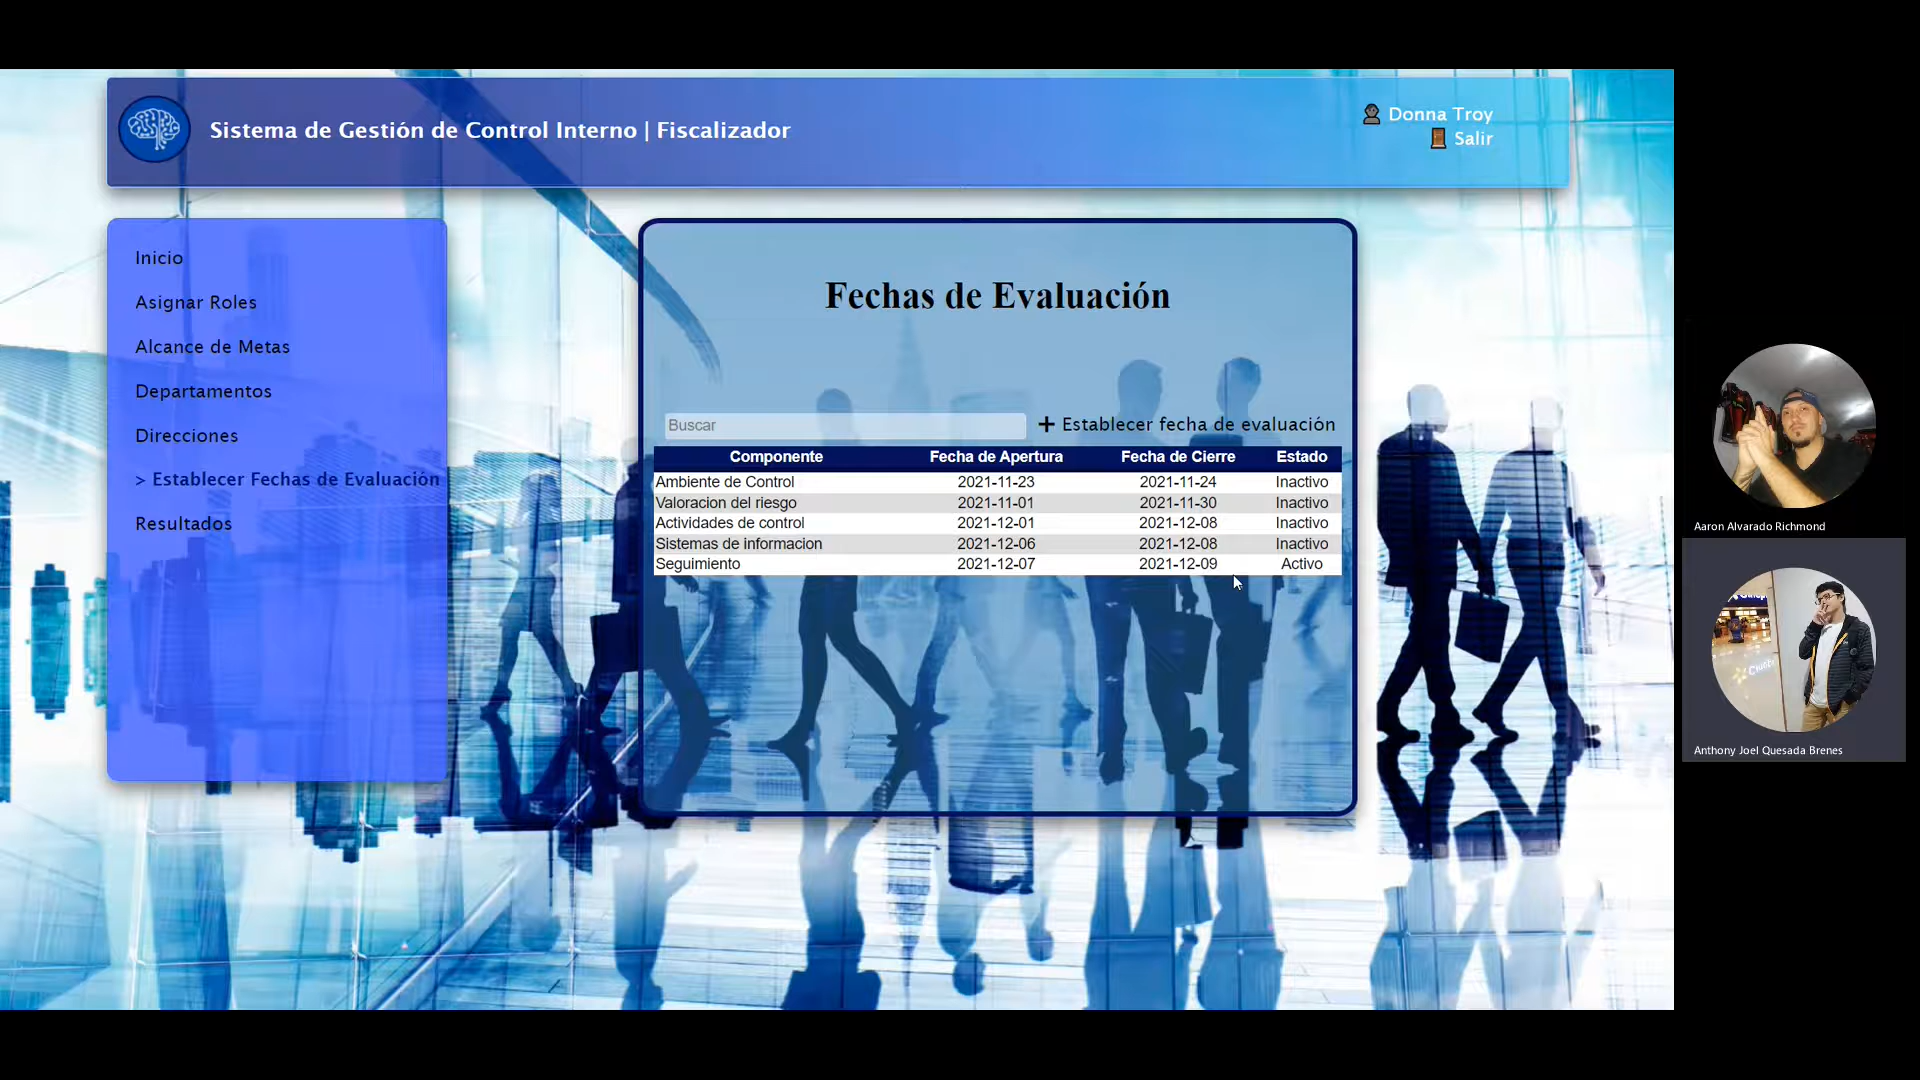 Sistema de Gestión de Control Interno | Fiscalizador
Donna Troy
Salir
Inicio
Asignar Roles
Alcance de Metas
Departamentos
Direcciones
> Establecer Fechas de Evaluación
Resultados
Fechas de Evaluación
Buscar
+ Establecer fecha de evaluación
Componente Fecha de Apertura Fecha de Cierre Estado
Ambiente de Control 2021-11-23 2021-11-24 Inactivo
Valoracion del riesgo 2021-11-01 2021-11-30 Inactivo
Actividades de control 2021-12-01 2021-12-08 Inactivo
Sistemas de informacion 2021-12-06 2021-12-08 Inactivo
Seguimiento 2021-12-07 2021-12-09 Activo
Aaron Alvarado Richmond
Anthony Joel Quesada Brenes